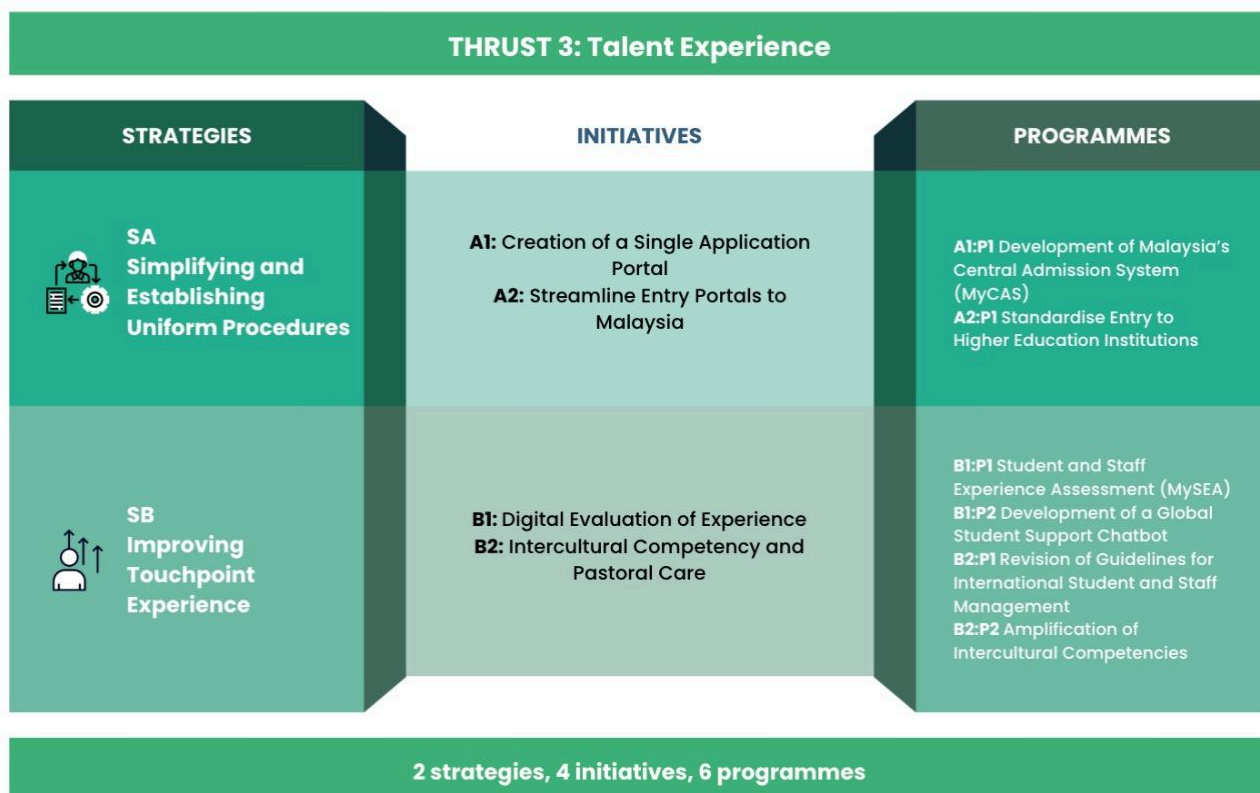 THRUST 3: Talent Experience
STRATEGIES
INITIATIVES
PROGRAMMES
SA
Simplifying and
Establishing
Uniform Procedures
A1: Creation of a Single Application
Portal
A2: Streamline Entry Portals to
Malaysia
A1:P1 Development of Malaysia's
Central Admission System
(MyCAS)
A2:P1 Standardise Entry to
Higher Education Institutions
SB
Improving
Touchpoint
Experience
B1: Digital Evaluation of Experience
B2: Intercultural Competency and
Pastoral Care
B1:P1 Student and Staff
Experience Assessment (MySEA)
B1:P2 Development of a Global
Student Support Chatbot
B2:P1 Revision of Guidelines for
International Student and Staff
Management
B2:P2 Amplification of
Intercultural Competencies
2 strategies, 4 initiatives, 6 programmes